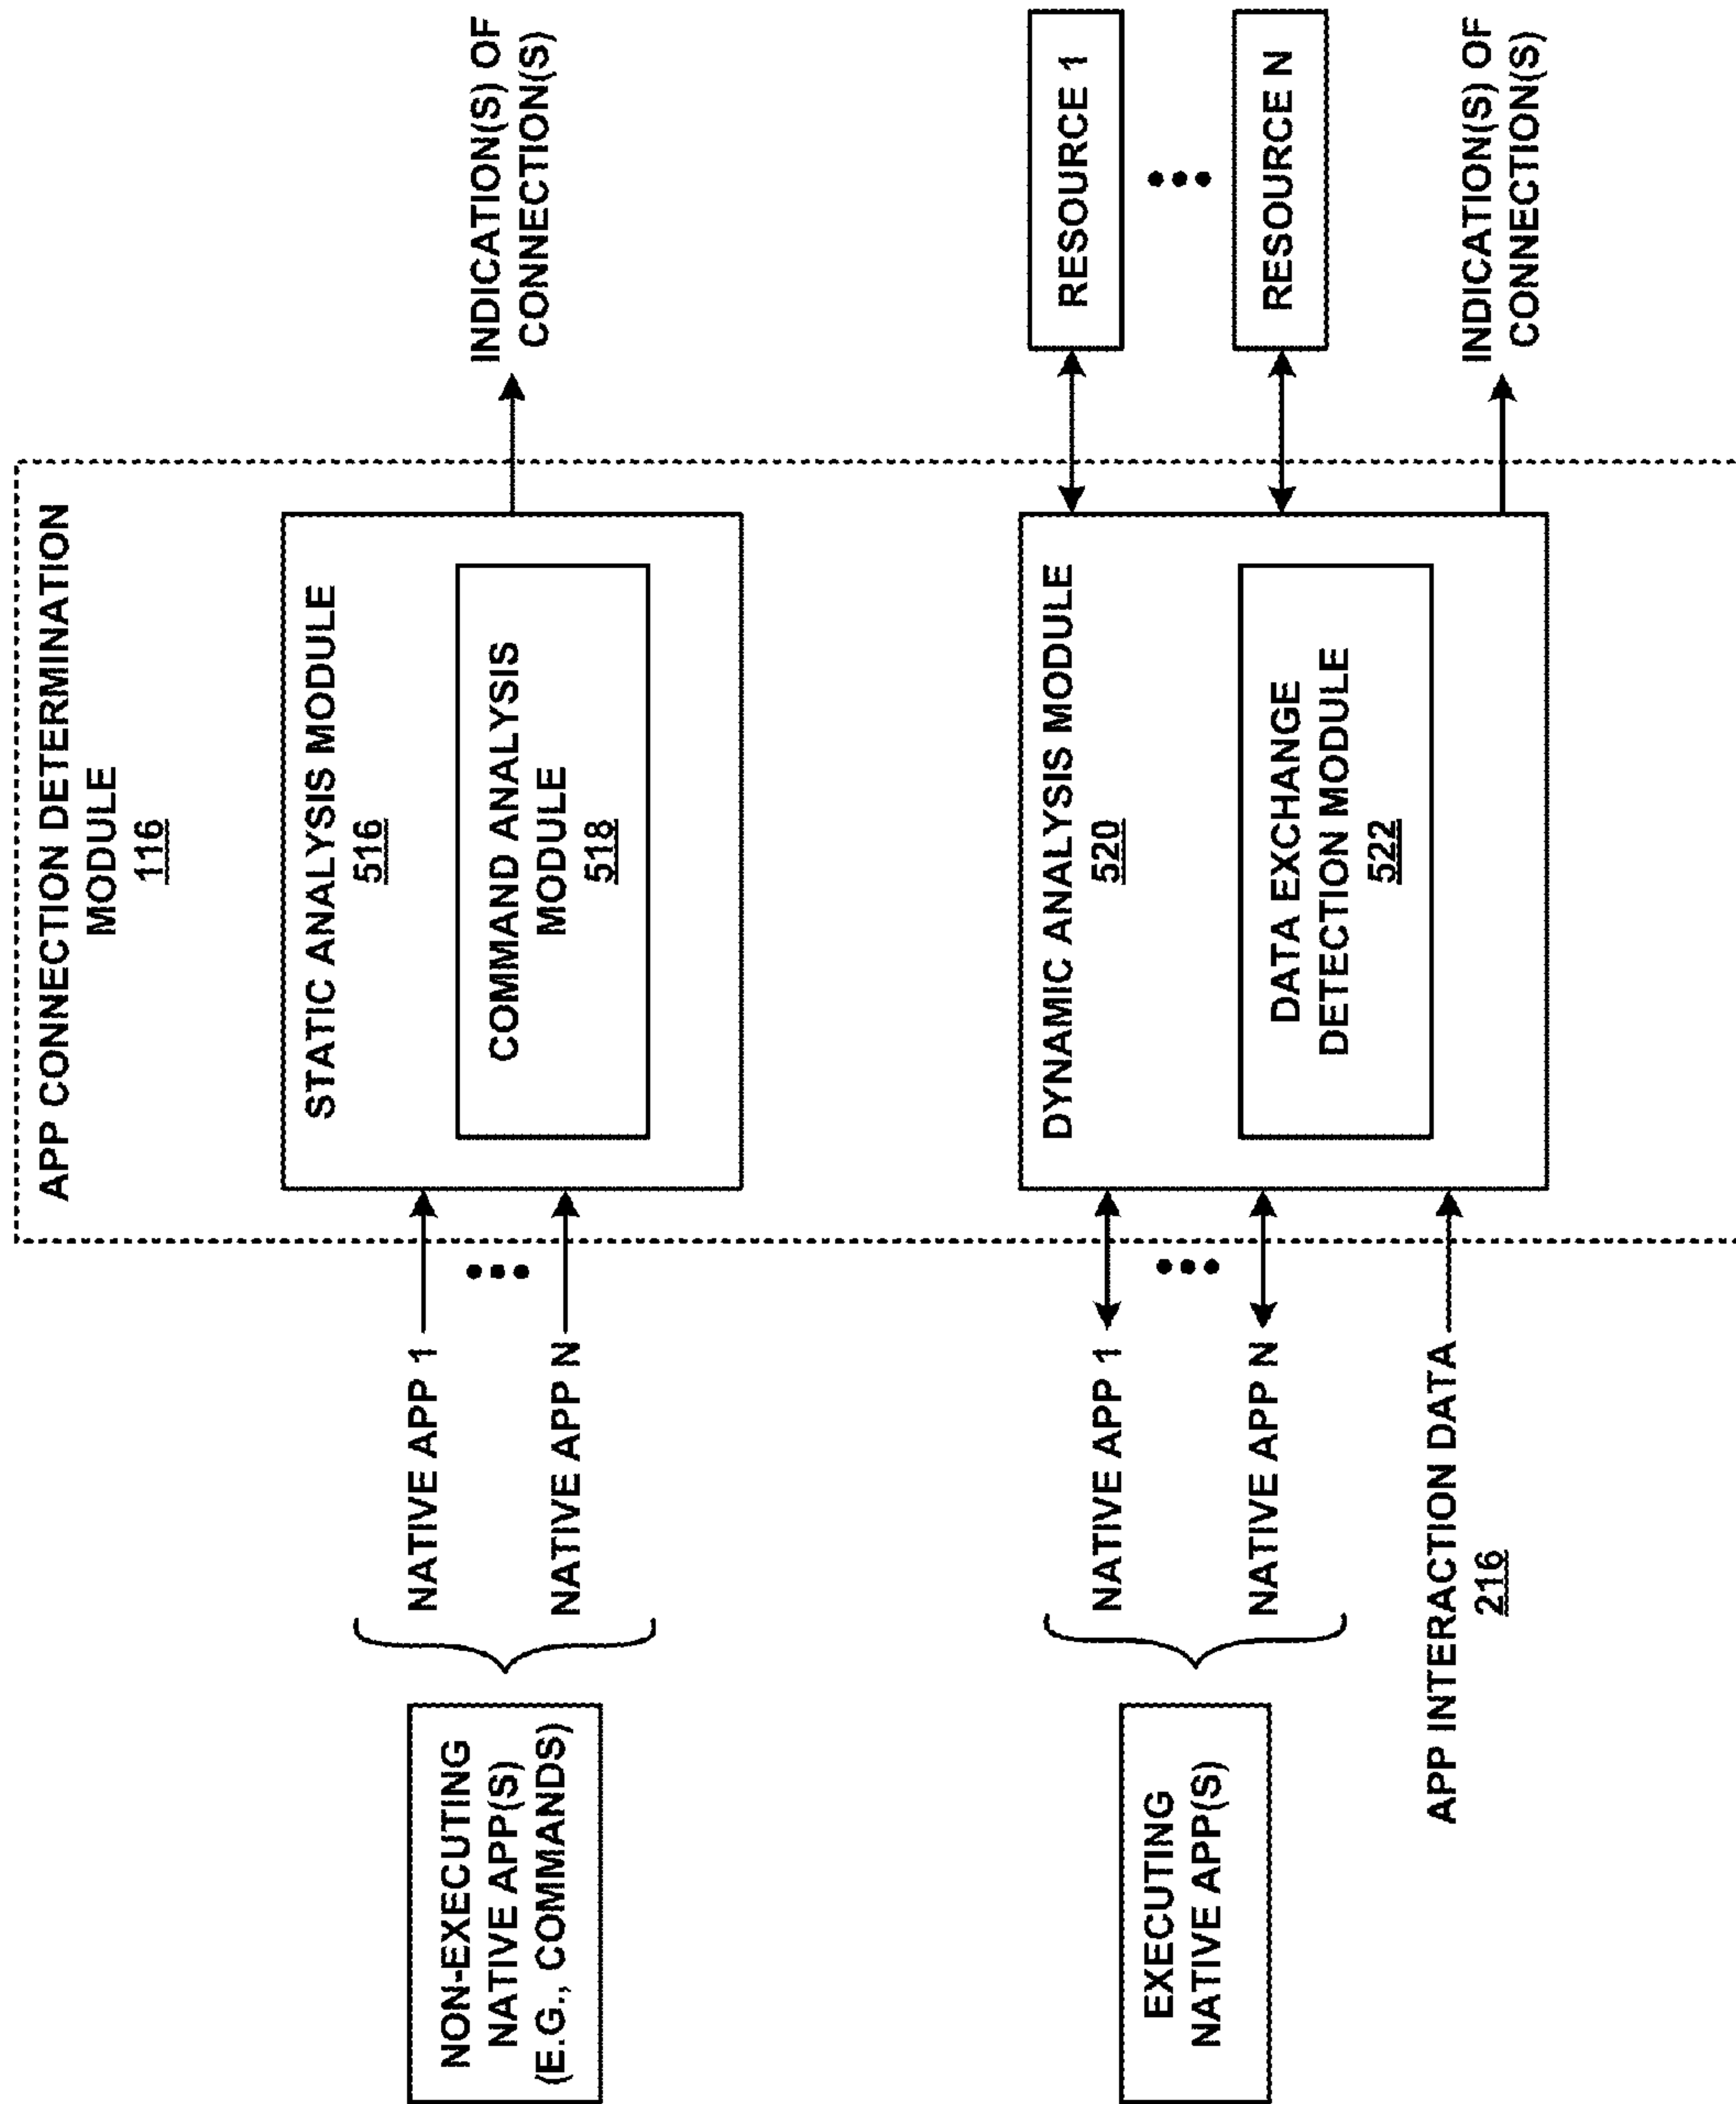 APP CONNECTION DETERMINATION
MODULE
116
NON-EXECUTING
NATIVE APP(S)
(E.G., COMMANDS)
NATIVE APP 1
NATIVE APP N
STATIC ANALYSIS MODULE
516
COMMAND ANALYSIS
MODULE
518
INDICATION(S) OF
CONNECTION(S)
EXECUTING
NATIVE APP(S)
NATIVE APP 1
NATIVE APP N
APP INTERACTION DATA
216
DYNAMIC ANALYSIS MODULE
520
DATA EXCHANGE
DETECTION MODULE
522
RESOURCE 1
RESOURCE N
INDICATION(S) OF
CONNECTION(S)